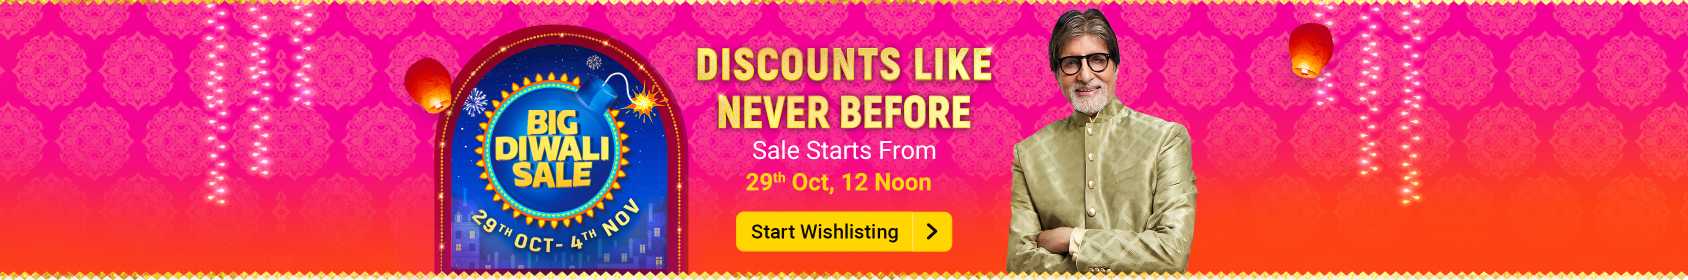 BIG
DIWALI
SALE
29TH OCT - 4TH NOV
DISCOUNTS LIKE
NEVER BEFORE
Sale Starts From
29th Oct, 12 Noon
Start Wishlisting